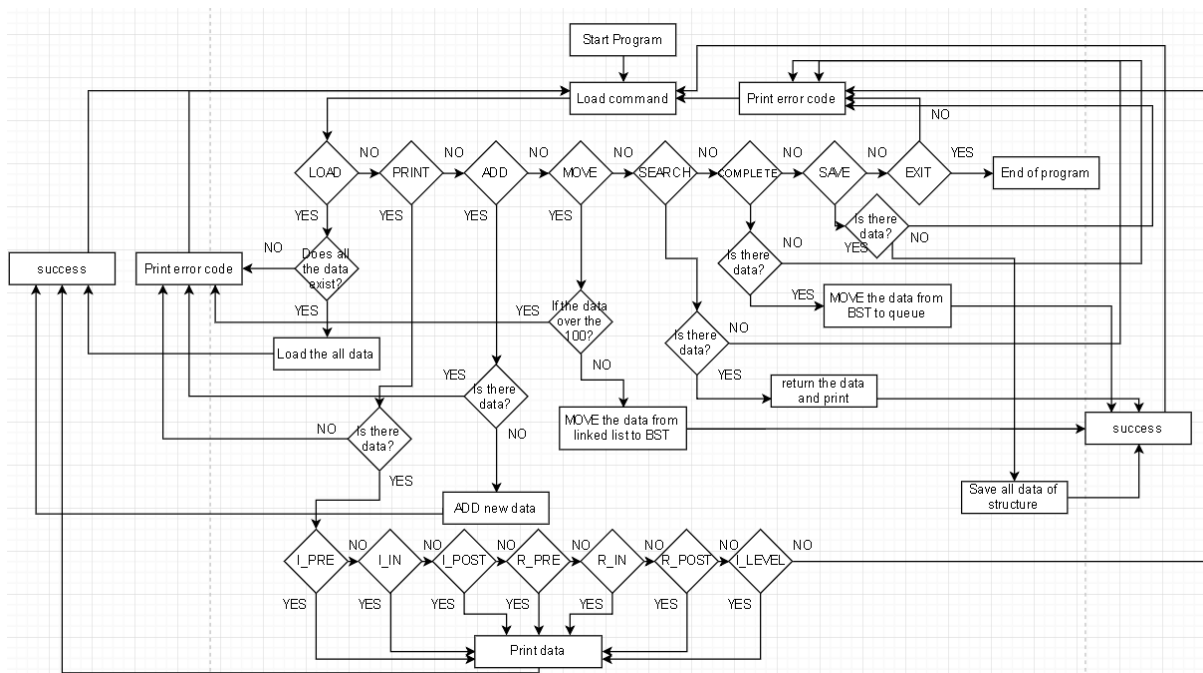 Start Program
Load command
Print error code
NO
LOAD
NO
PRINT
NO
ADD
NO
MOVE
NO
SEARCH
NO
COMPLETE
NO
SAVE
NO
EXIT
YES
End of program
YES
YES
YES
YES
YES
YES
YES
Is there
data?
NO
success
Print error code
NO
Does all
the data
exist?
YES
Load the all data
YES
If the data
over the
100?
NO
MOVE the data from
linked list to BST
Is there
data?
NO
YES
return the data
and print
Is there
data?
NO
YES
MOVE the data from
BST to queue
success
YES
Is there
data?
NO
ADD new data
NO
Is there
data?
YES
Save all data of
structure
I_PRE
NO
I_IN
NO
I_POST
NO
R_PRE
NO
R_IN
NO
R_POST
NO
I_LEVEL
NO
YES
YES
YES
YES
YES
YES
YES
Print data